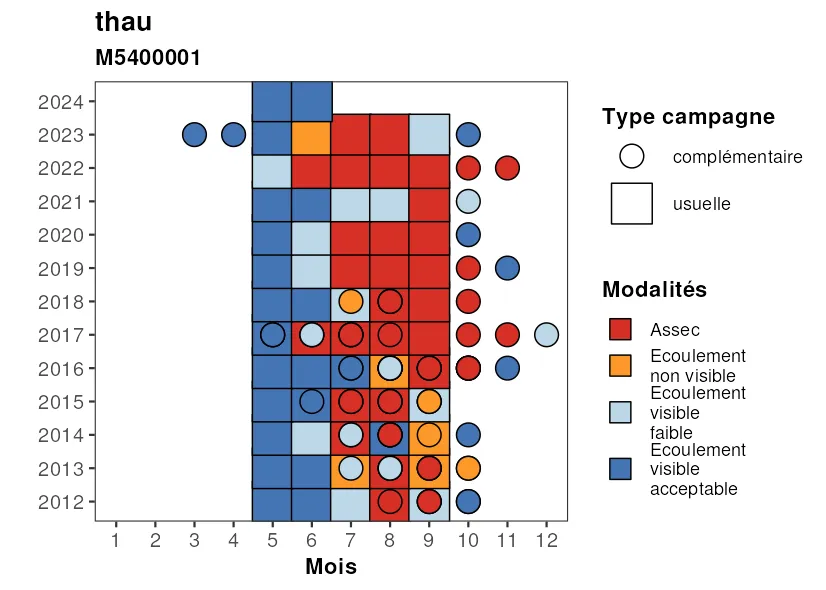 thau
M5400001
2024
2023
2022
2021
2020
2019
2018
2017
2016
2015
2014
2013
2012
1 2 3 4 5 6 7 8 9 10 11 12
Mois
Type campagne
complémentaire
usuelle
Modalités
Assec
Ecoulement
non visible
Ecoulement
visible
faible
Ecoulement
visible
acceptable